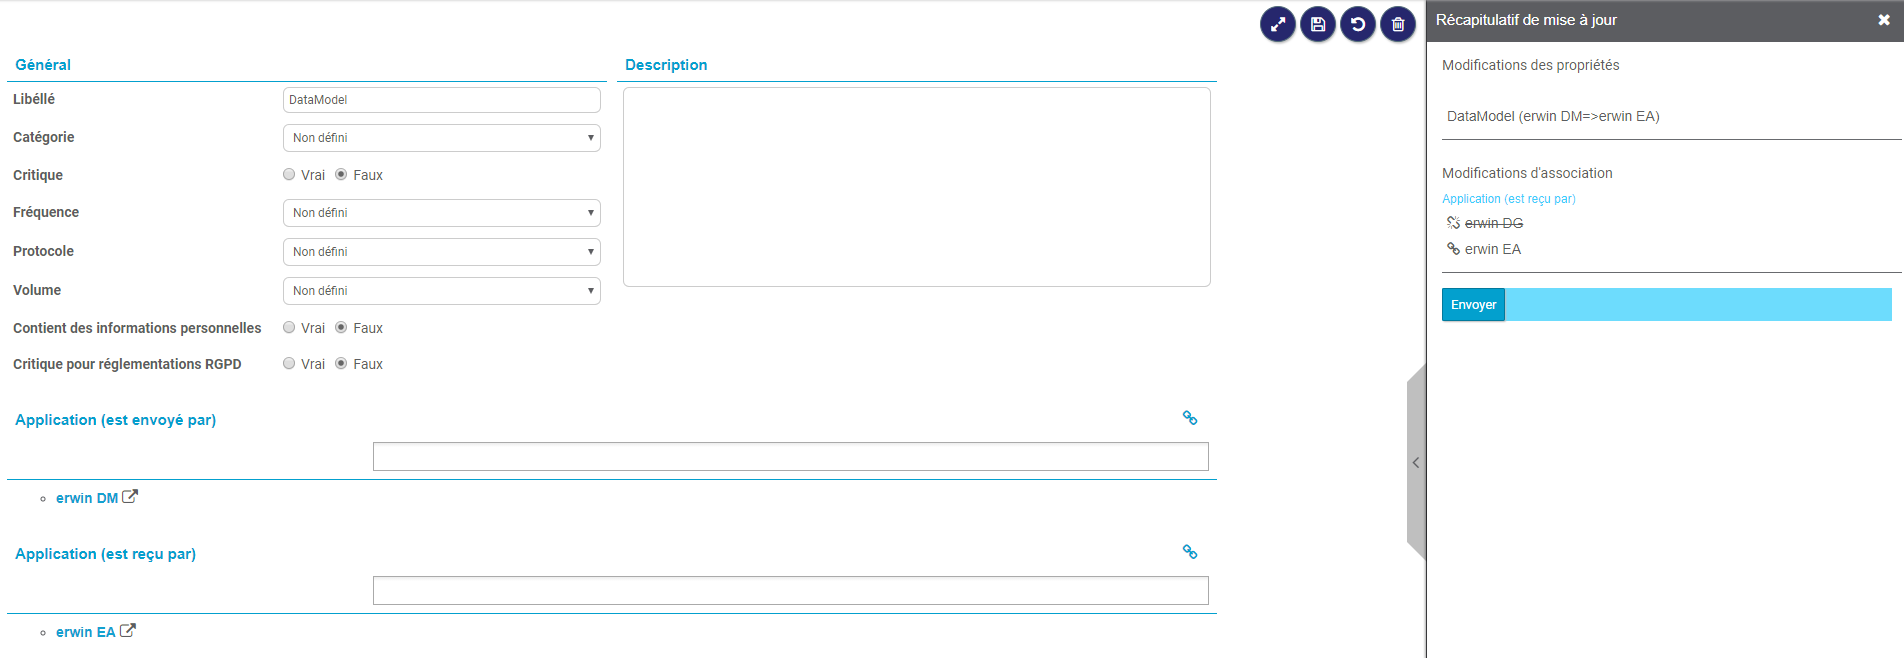 Général
Libéllé
DataModel
Catégorie
Non défini
Critique
Vrai Faux
Fréquence
Non défini
Protocole
Non défini
Volume
Non défini
Contient des informations personnelles
Vrai Faux
Critique pour réglementations RGPD
Vrai Faux
Description
Application (est envoyé par)
erwin DM
Application (est reçu par)
erwin EA
Récapitulatif de mise à jour
Modifications des propriétés
DataModel (erwin DM=>erwin EA)
Modifications d'association
Application (est reçu par)
erwin DG
erwin EA
Envoyer